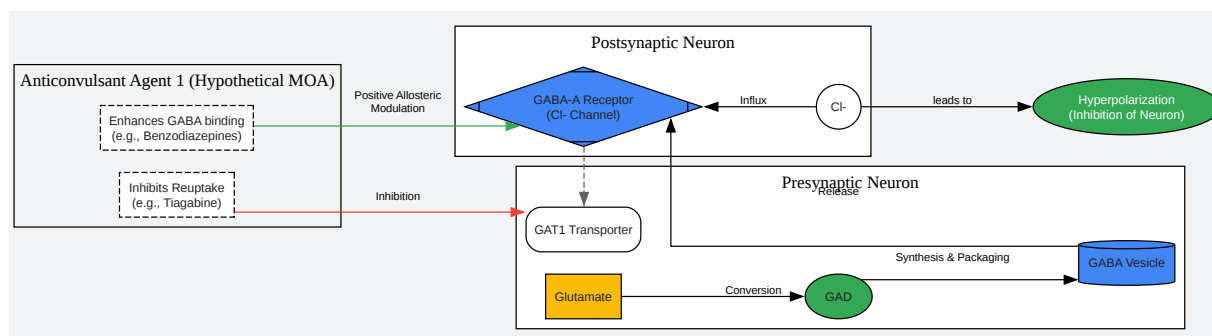 Anticonvulsant Agent 1 (Hypothetical MOA)
Enhances GABA binding
(e.g., Benzodiazepines)
Inhibits Reuptake
(e.g., Tiagabine)
Positive Allosteric
Modulation
Inhibition
Postsynaptic Neuron
GABA-A Receptor
(Cl- Channel)
Influx
Cl-
leads to
Hyperpolarization
(Inhibition of Neuron)
Presynaptic Neuron
Release
GAT1 Transporter
Synthesis & Packaging
GABA Vesicle
Glutamate
Conversion
GAD